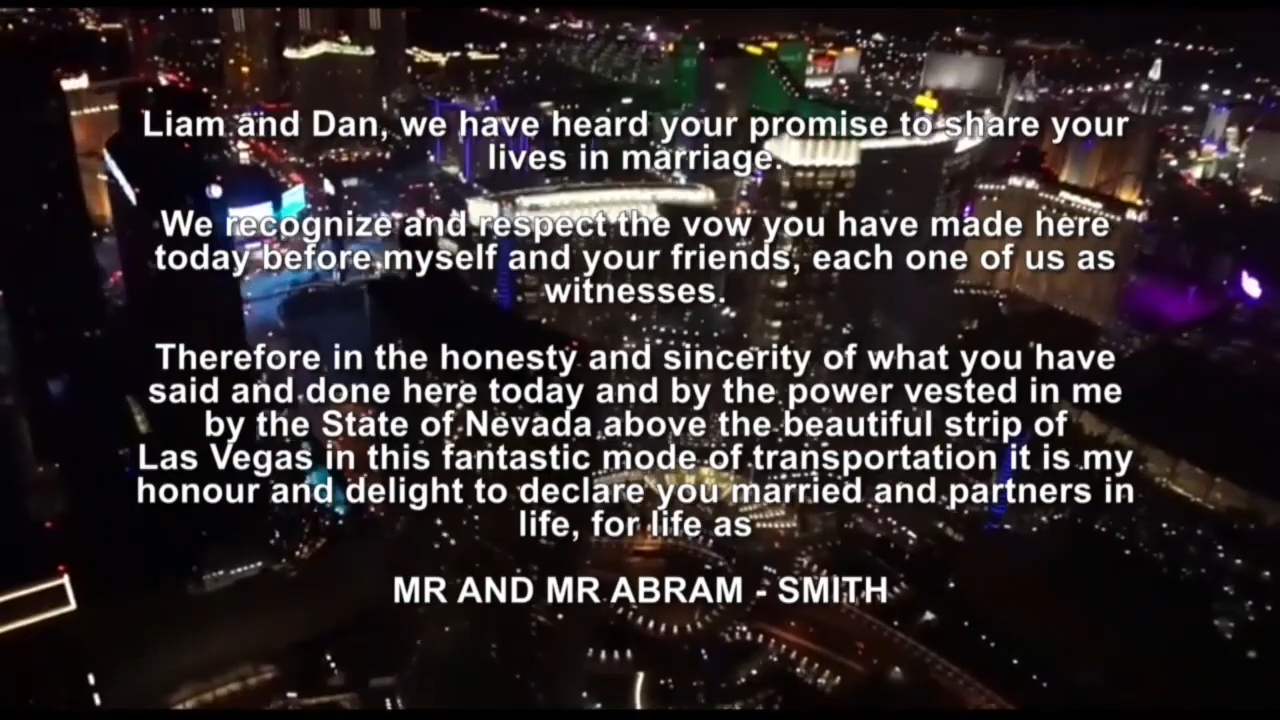 Liam and Dan, we have heard your promise to share your
lives in marriage.
We recognize and respect the vow you have made here
today before myself and your friends, each one of us as
witnesses.
Therefore in the honesty and sincerity of what you have
said and done here today and by the power vested in me
by the State of Nevada above the beautiful strip of
Las Vegas in this fantastic mode of transportation it is my
honour and delight to declare you married and partners in
life, for life as
MR AND MR ABRAM - SMITH